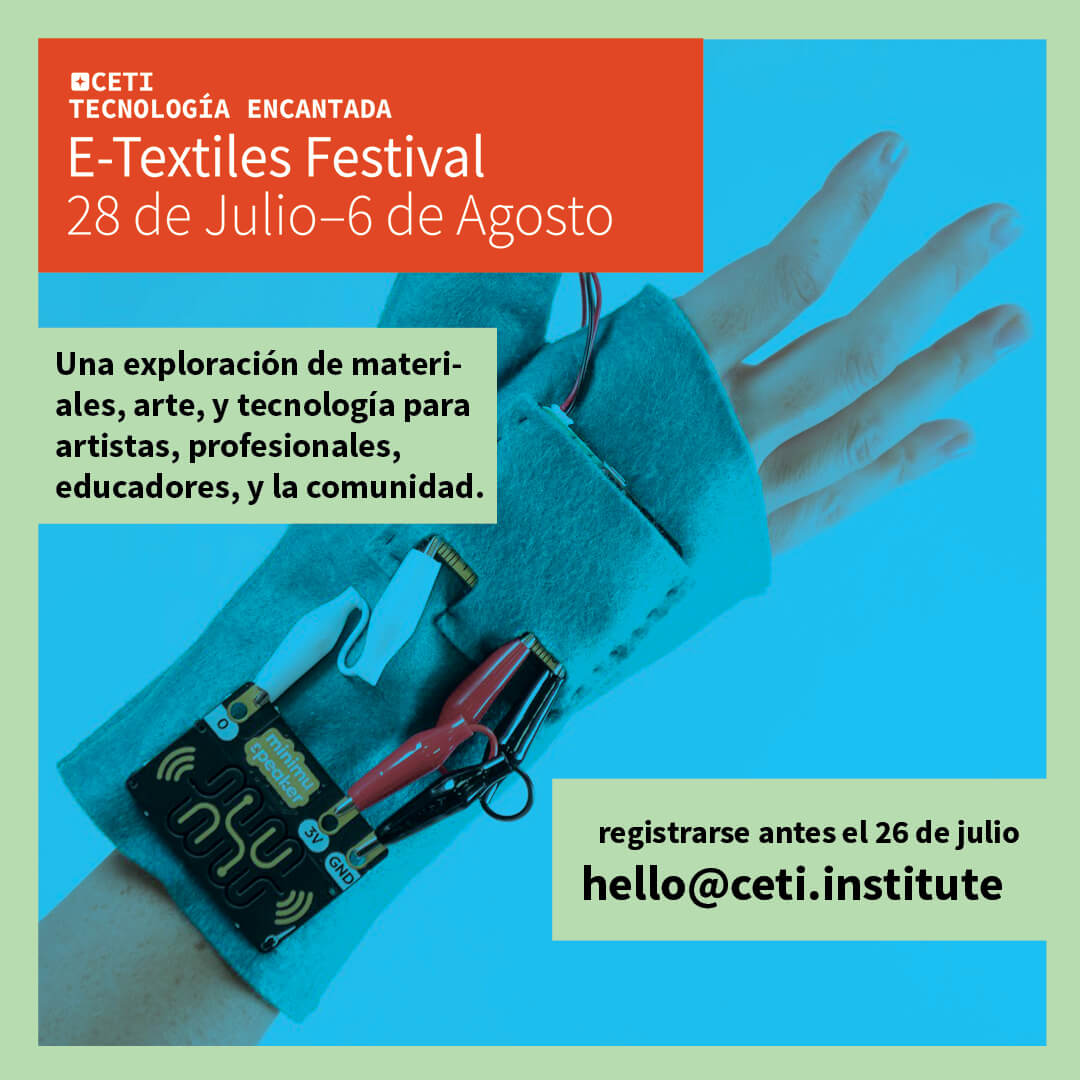 CETI
TECNOLOGÍA ENCANTADA
E-Textiles Festival
28 de Julio–6 de Agosto
Una exploración de materi-
ales, arte, y tecnología para
artistas, profesionales,
educadores, y la comunidad.
0
minimu
speaker
3V
GND
registrarse antes el 26 de julio
hello@ceti.institute